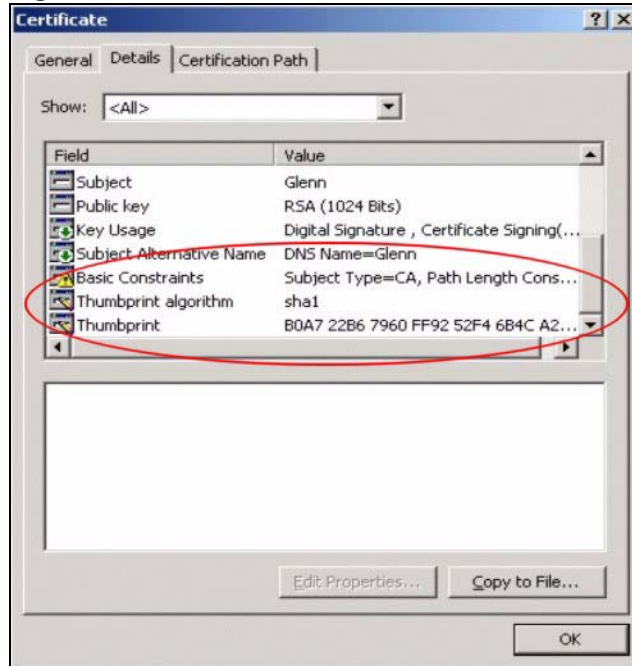 Certificate
General Details Certification Path
Show: <All>
Field Value
Subject Glenn
Public key RSA (1024 Bits)
Key Usage Digital Signature , Certificate Signing(...
Subject Alternative Name DNS Name=Glenn
Basic Constraints Subject Type=CA, Path Length Cons...
Thumbprint algorithm sha1
Thumbprint B0A7 22B6 7960 FF92 52F4 6B4C A2...
Edit Properties... Copy to File...
OK